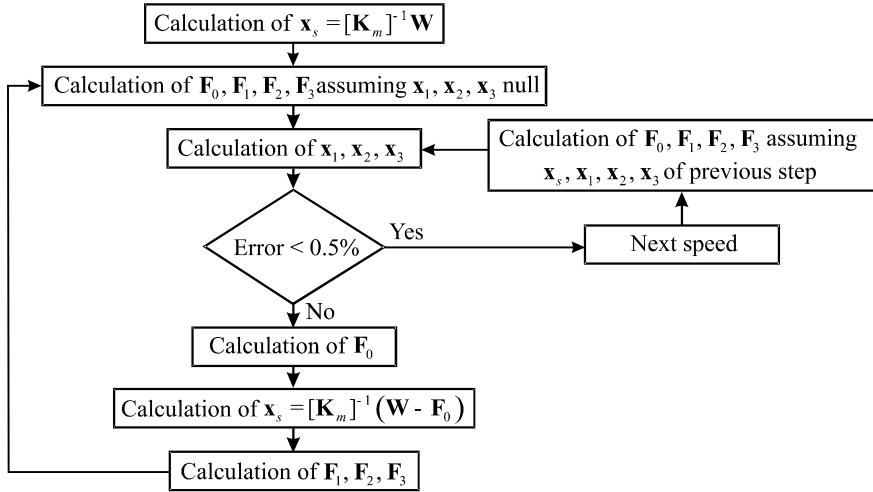 Calculation of x_s = [K_m]^-1 W
Calculation of F_0, F_1, F_2, F_3 assuming x_1, x_2, x_3 null
Calculation of x_1, x_2, x_3
Calculation of F_0, F_1, F_2, F_3 assuming
x_s, x_1, x_2, x_3 of previous step
Error < 0.5%
Yes
Next speed
No
Calculation of F_0
Calculation of x_s = [K_m]^-1 (W - F_0)
Calculation of F_1, F_2, F_3